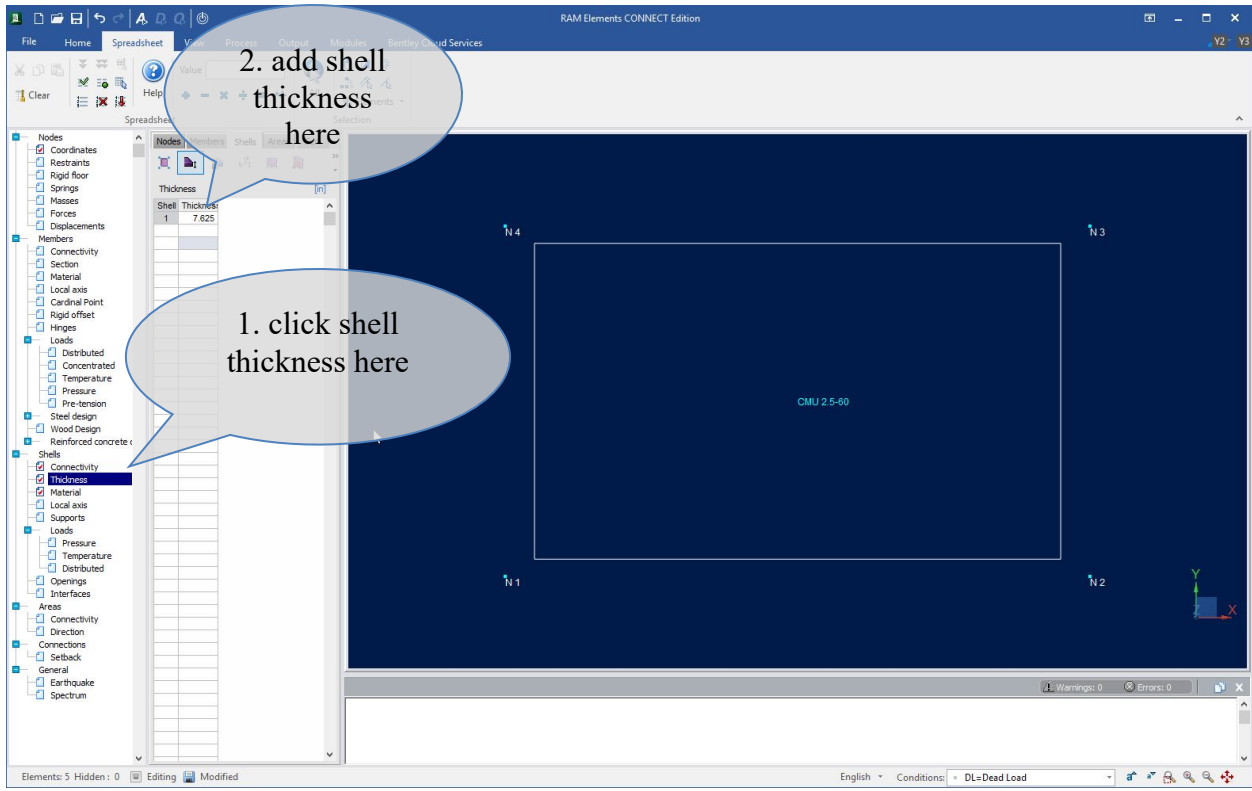 RAM Elements CONNECT Edition
File Home Spreadsheet View Process Output Modules Bentley Cloud Services Y2 Y3
Value
Clear
Help
Spreadsheet
Selection
2. add shell
thickness
here
Nodes
Coordinates
Restraints
Rigid floor
Springs
Masses
Forces
Displacements
Members
Connectivity
Section
Material
Local axis
Cardinal Point
Rigid offset
Hinges
Loads
Distributed
Concentrated
Temperature
Pressure
Pre-tension
Steel design
Wood Design
Reinforced concrete
Shells
Connectivity
Thickness
Material
Local axis
Supports
Loads
Pressure
Temperature
Distributed
Openings
Interfaces
Areas
Connectivity
Direction
Connections
Setback
General
Earthquake
Spectrum
Nodes Members Shells Areas
Thickness [in]
Shell Thickness
1 7.625
1. click shell
thickness here
N 4 N 3
CMU 2.5-60
N 1 N 2
Y
Z X
Warnings: 0 Errors: 0
Elements: 5 Hidden : 0 Editing Modified English Conditions: DL=Dead Load